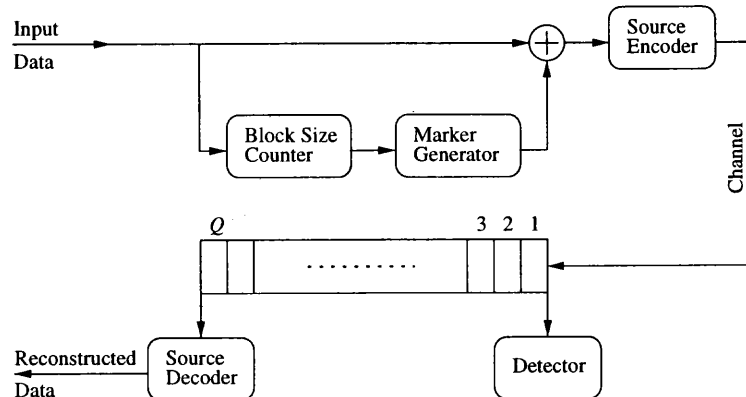 Input
Data
Source
Encoder
Block Size
Counter
Marker
Generator
Channel
Q
3 2 1
Reconstructed
Data
Source
Decoder
Detector